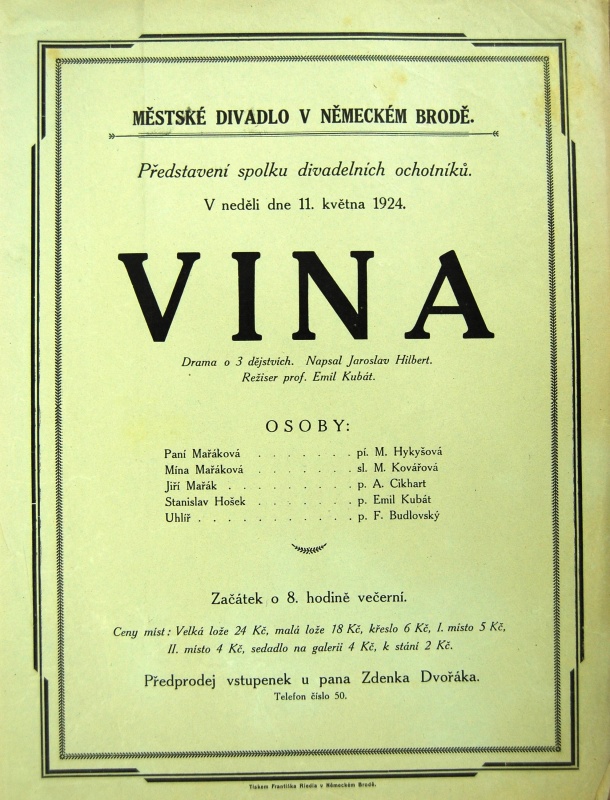 MĚSTSKÉ DIVADLO V NĚMECKÉM BRODĚ.
Představení spolku divadelních ochotníků.
V neděli dne 11. května 1924.
VINA
Drama o 3 dějstvích. Napsal Jaroslav Hilbert.
Režiser prof. Emil Kubát.
OSOBY:
Paní Mařáková . . . . . . . pí. M. Hykyšová
Mína Mařáková . . . . . . . sl. M. Kovářová
Jiří Mařák . . . . . . . . . p. A. Cikhart
Stanislav Hošek . . . . . . . p. Emil Kubát
Uhlíř . . . . . . . . . . . p. F. Budlovský
Začátek o 8. hodině večerní.
Ceny míst: Velká lože 24 Kč, malá lože 18 Kč, křeslo 6 Kč, I. místo 5 Kč,
II. místo 4 Kč, sedadlo na galerii 4 Kč, k stání 2 Kč.
Předprodej vstupenek u pana Zdenka Dvořáka.
Telefon číslo 50.
Tiskem Františka Riedla v Německém Brodě.